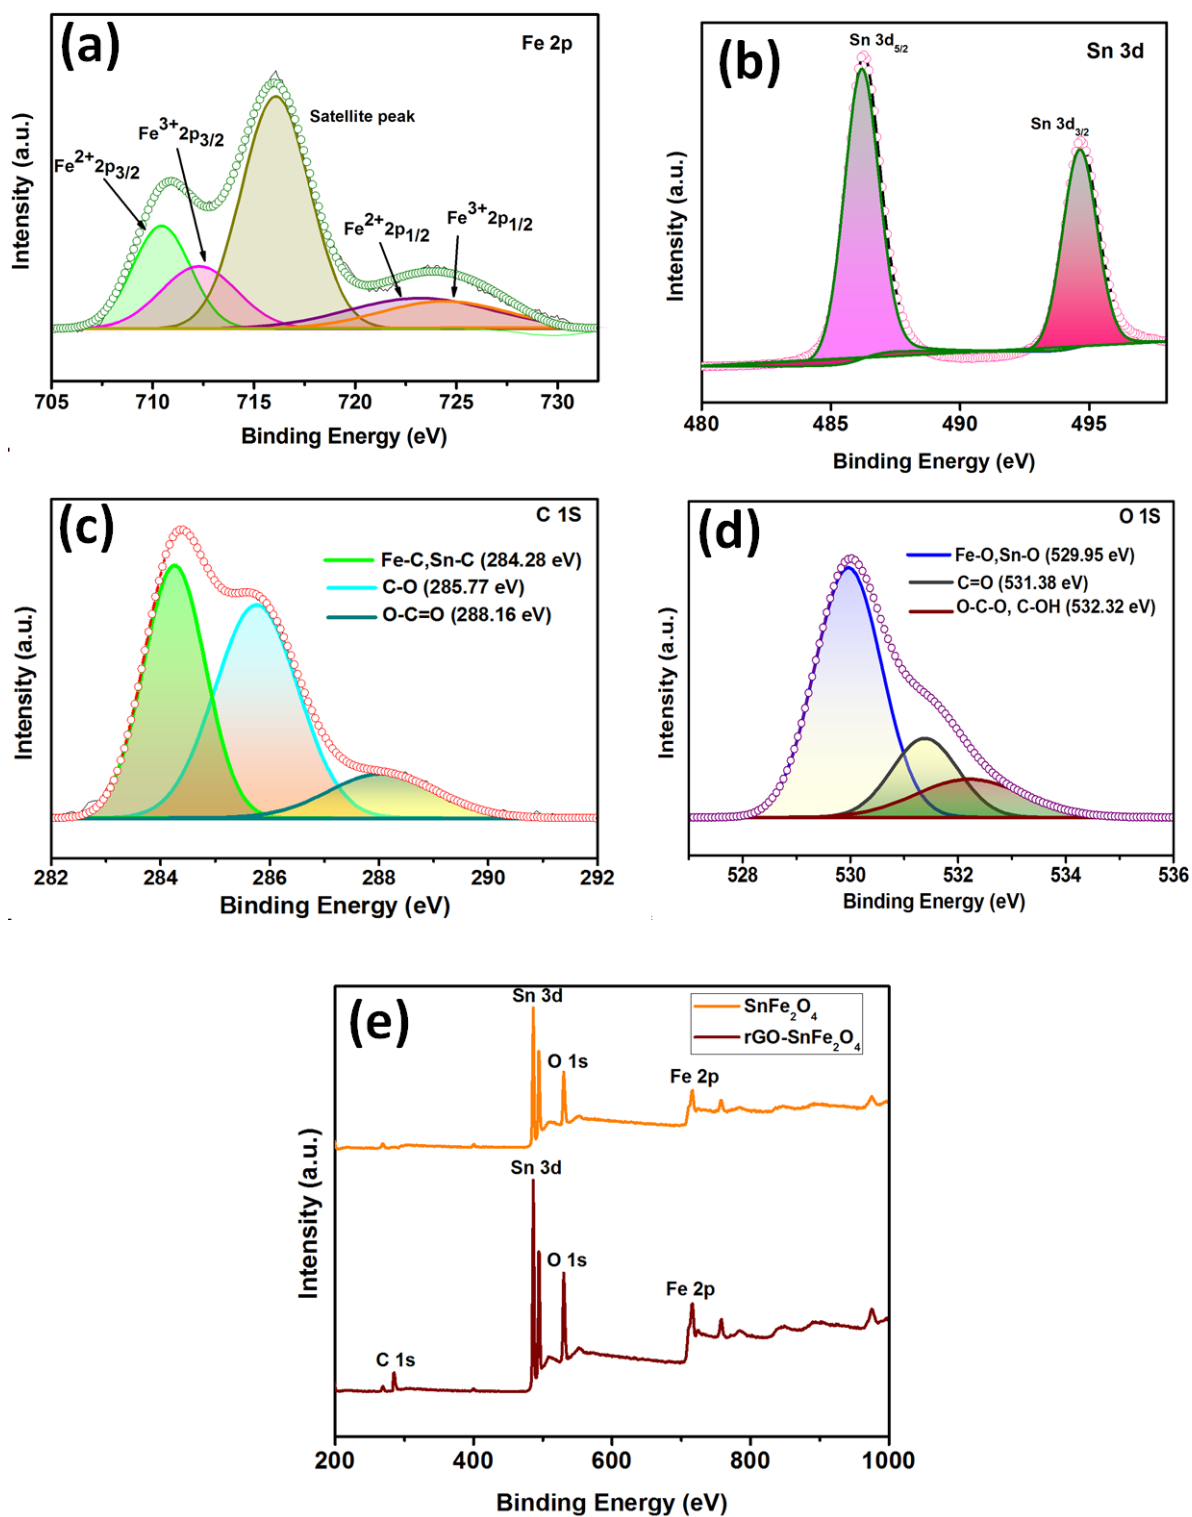 (a)
Fe 2p
Satellite peak
Fe³⁺2p₃/₂
Fe²⁺2p₃/₂
Fe²⁺2p₁/₂
Fe³⁺2p₁/₂
Intensity (a.u.)
705 710 715 720 725 730
Binding Energy (eV)
(b)
Sn 3d₅/₂
Sn 3d
Sn 3d₃/₂
Intensity (a.u.)
480 485 490 495
Binding Energy (eV)
(c)
C 1S
Fe-C,Sn-C (284.28 eV)
C-O (285.77 eV)
O-C=O (288.16 eV)
Intensity (a.u.)
282 284 286 288 290 292
Binding Energy (eV)
(d)
O 1S
Fe-O,Sn-O (529.95 eV)
C=O (531.38 eV)
O-C-O, C-OH (532.32 eV)
Intensity (a.u.)
528 530 532 534 536
Binding Energy (eV)
(e)
Sn 3d
SnFe₂O₄
rGO-SnFe₂O₄
O 1s
Fe 2p
Sn 3d
O 1s
Fe 2p
C 1s
Intensity (a.u.)
200 400 600 800 1000
Binding Energy (eV)